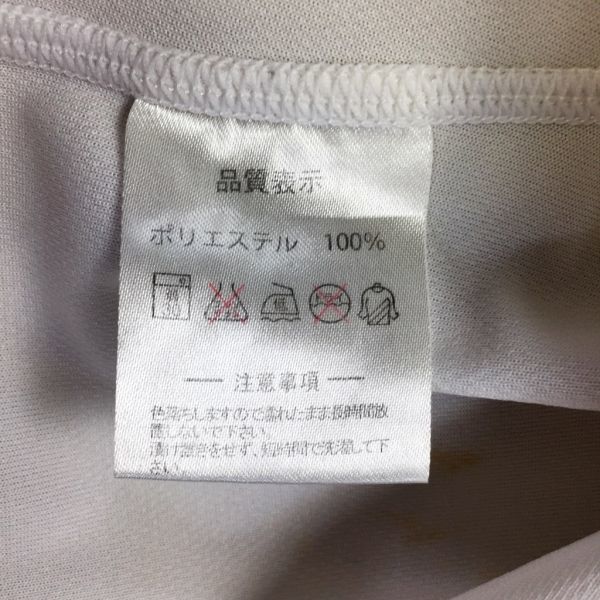 品質表示
ポリエステル 100%
弱
30
低
注意事項
色落ちしますので濡れたまま長時間放
置しないで下さい。
漬け置きをせず、短時間で洗濯して下
さい。